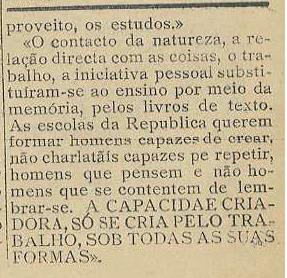 proveito, os estudos.»
«O contacto da natureza, a re-
lação directa com as coisas, o tra-
balho, a iniciativa pessoal substi-
tuíram-se ao ensino por meio da
memória, pelos livros de texto.
As escolas da Republica querem
formar homens capazes de crear,
não charlatãis capazes pe repetir,
homens que pensem e não ho-
mens que se contentem de lem-
brar-se. A CAPACIDAE CRIA-
DORA, SÓ SE CRIA PELO TRA-
BALHO, SOB TODAS AS SUAS
FORMAS».